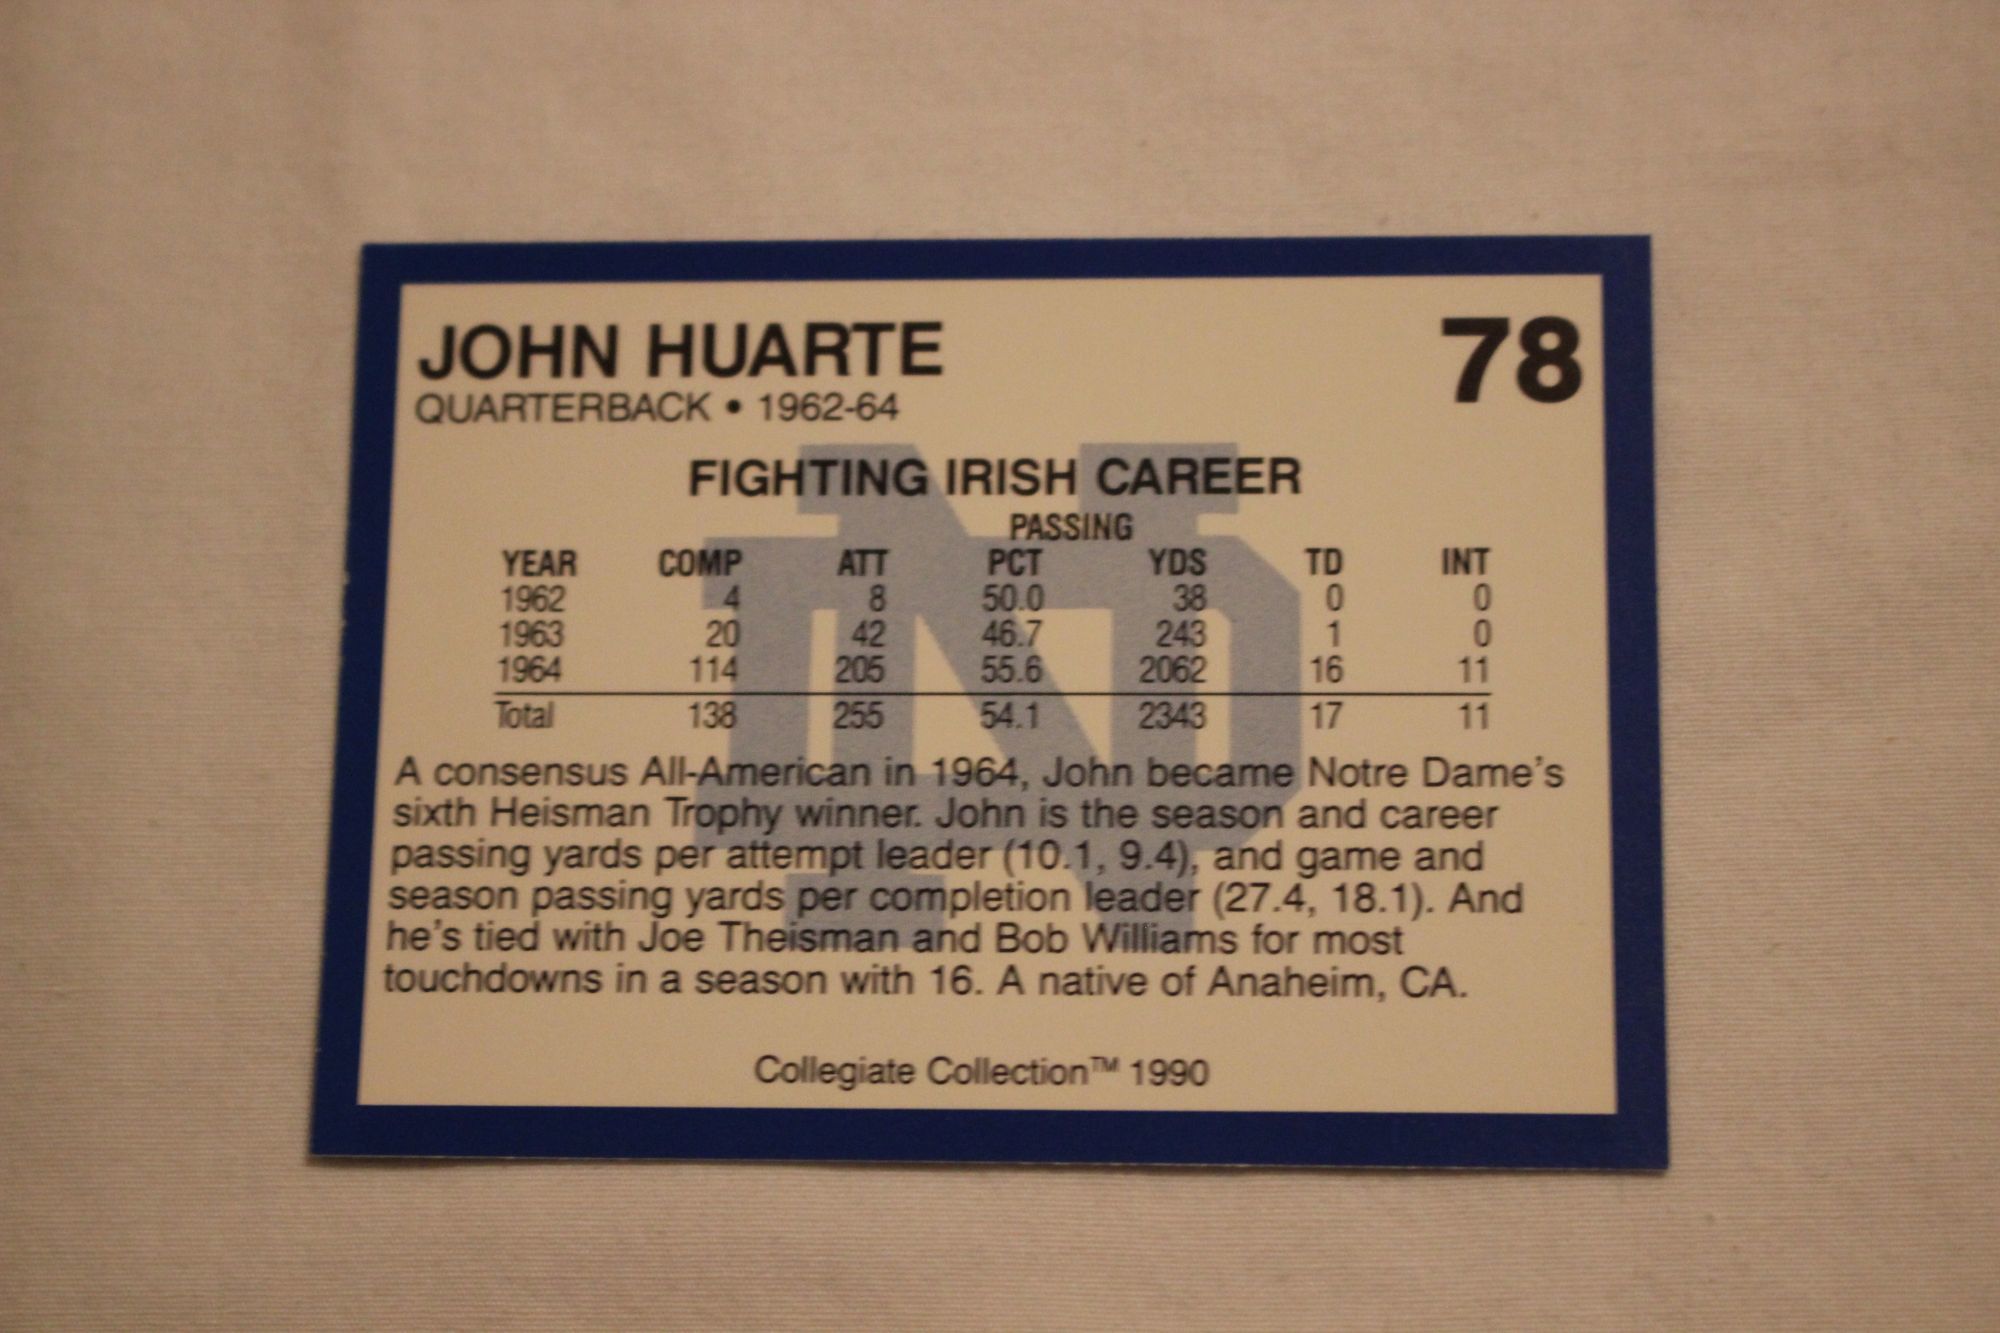 JOHN HUARTE 78
QUARTERBACK • 1962-64
FIGHTING IRISH CAREER
PASSING
YEAR COMP ATT PCT YDS TD INT
1962 4 8 50.0 38 0 0
1963 20 42 46.7 243 1 0
1964 114 205 55.6 2062 16 11
Total 138 255 54.1 2343 17 11
A consensus All-American in 1964, John became Notre Dame's
sixth Heisman Trophy winner. John is the season and career
passing yards per attempt leader (10.1, 9.4), and game and
season passing yards per completion leader (27.4, 18.1). And
he's tied with Joe Theisman and Bob Williams for most
touchdowns in a season with 16. A native of Anaheim, CA.
Collegiate Collection™ 1990